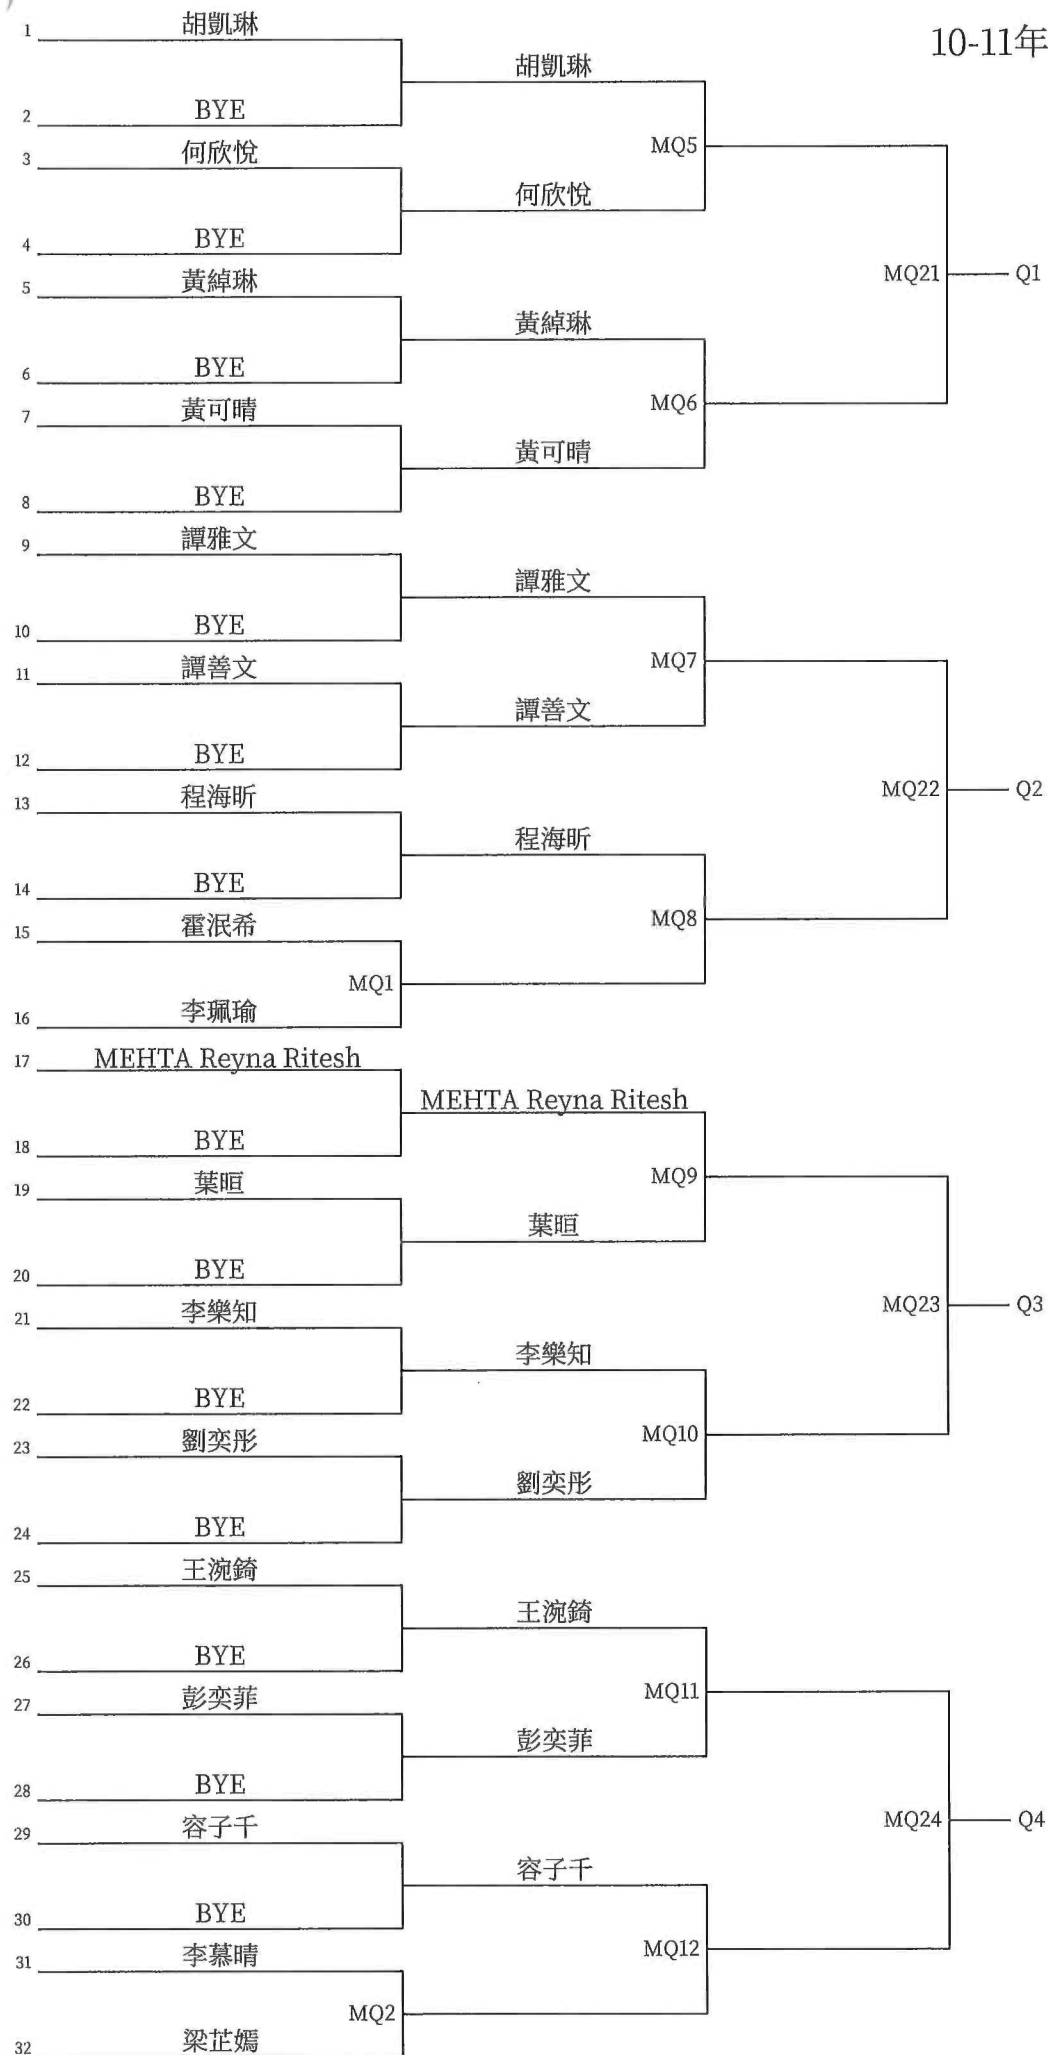 10-11年
1 胡凱琳
胡凱琳
2 BYE
MQ5
3 何欣悅
何欣悅
4 BYE
MQ21 Q1
5 黃綽琳
黃綽琳
6 BYE
MQ6
7 黃可晴
黃可晴
8 BYE
9 譚雅文
譚雅文
10 BYE
MQ7
11 譚善文
譚善文
12 BYE
MQ22 Q2
13 程海昕
程海昕
14 BYE
MQ8
15 霍泯希
MQ1
16 李珮瑜
17 MEHTA Reyna Ritesh
MEHTA Reyna Ritesh
18 BYE
MQ9
19 葉晅
葉晅
20 BYE
MQ23 Q3
21 李樂知
李樂知
22 BYE
MQ10
23 劉奕彤
劉奕彤
24 BYE
25 王涴錡
王涴錡
26 BYE
MQ11
27 彭奕菲
彭奕菲
28 BYE
MQ24 Q4
29 容子千
容子千
30 BYE
MQ12
31 李慕晴
MQ2
32 梁芷嫣